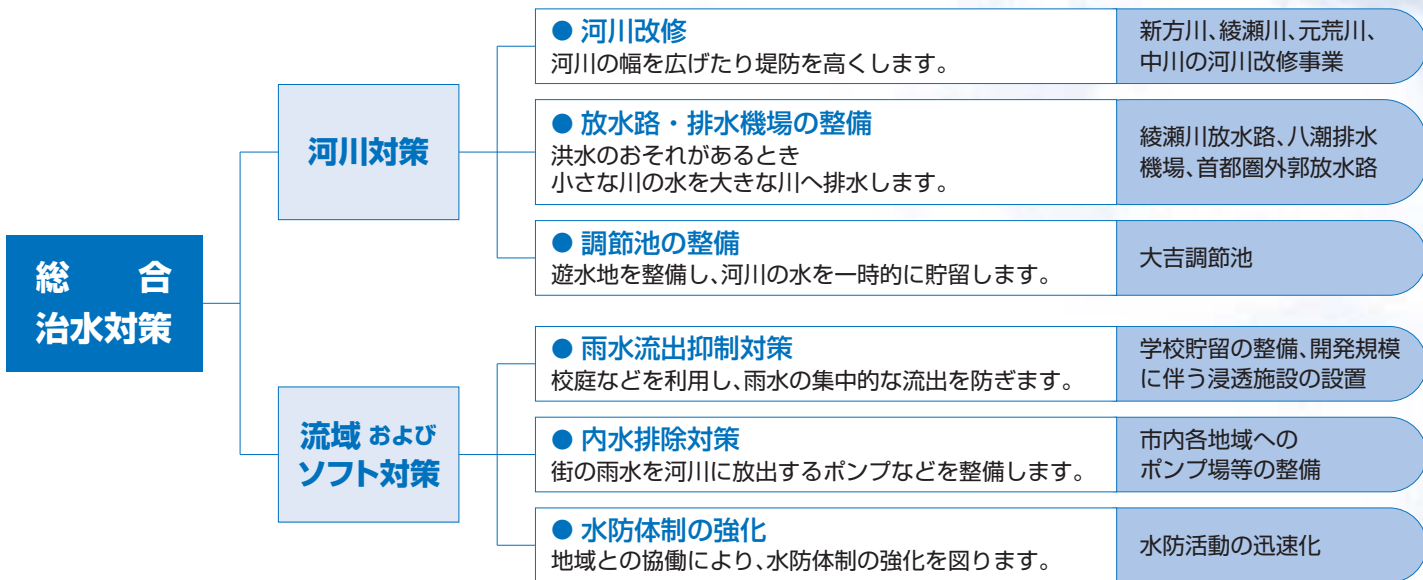 総合
治水対策
河川対策
● 河川改修
河川の幅を広げたり堤防を高くします。
新方川、綾瀬川、元荒川、
中川の河川改修事業
● 放水路・排水機場の整備
洪水のおそれがあるとき
小さな川の水を大きな川へ排水します。
綾瀬川放水路、八潮排水
機場、首都圏外郭放水路
● 調節池の整備
遊水地を整備し、河川の水を一時的に貯留します。
大吉調節池
流域 および
ソフト対策
● 雨水流出抑制対策
校庭などを利用し、雨水の集中的な流出を防ぎます。
学校貯留の整備、開発規模
に伴う浸透施設の設置
● 内水排除対策
街の雨水を河川に放出するポンプなどを整備します。
市内各地域への
ポンプ場等の整備
● 水防体制の強化
地域との協働により、水防体制の強化を図ります。
水防活動の迅速化